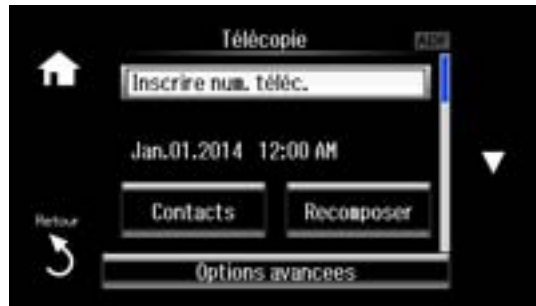 Télécopie ADF
Inscrire num. téléc.
Jan.01.2014 12:00 AM
Contacts Recomposer
Retour
Options avancees